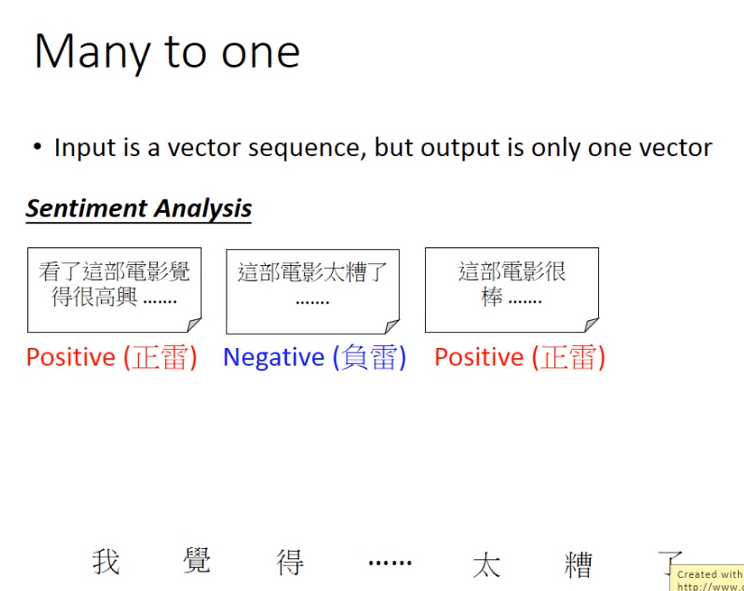 Many to one
• Input is a vector sequence, but output is only one vector
Sentiment Analysis
看了這部電影覺
得很高興 .......
這部電影太糟了
.......
這部電影很
棒 .......
Positive (正雷)
Negative (負雷)
Positive (正雷)
我 覺 得 ...... 太 糟 了
Created with
http://www.